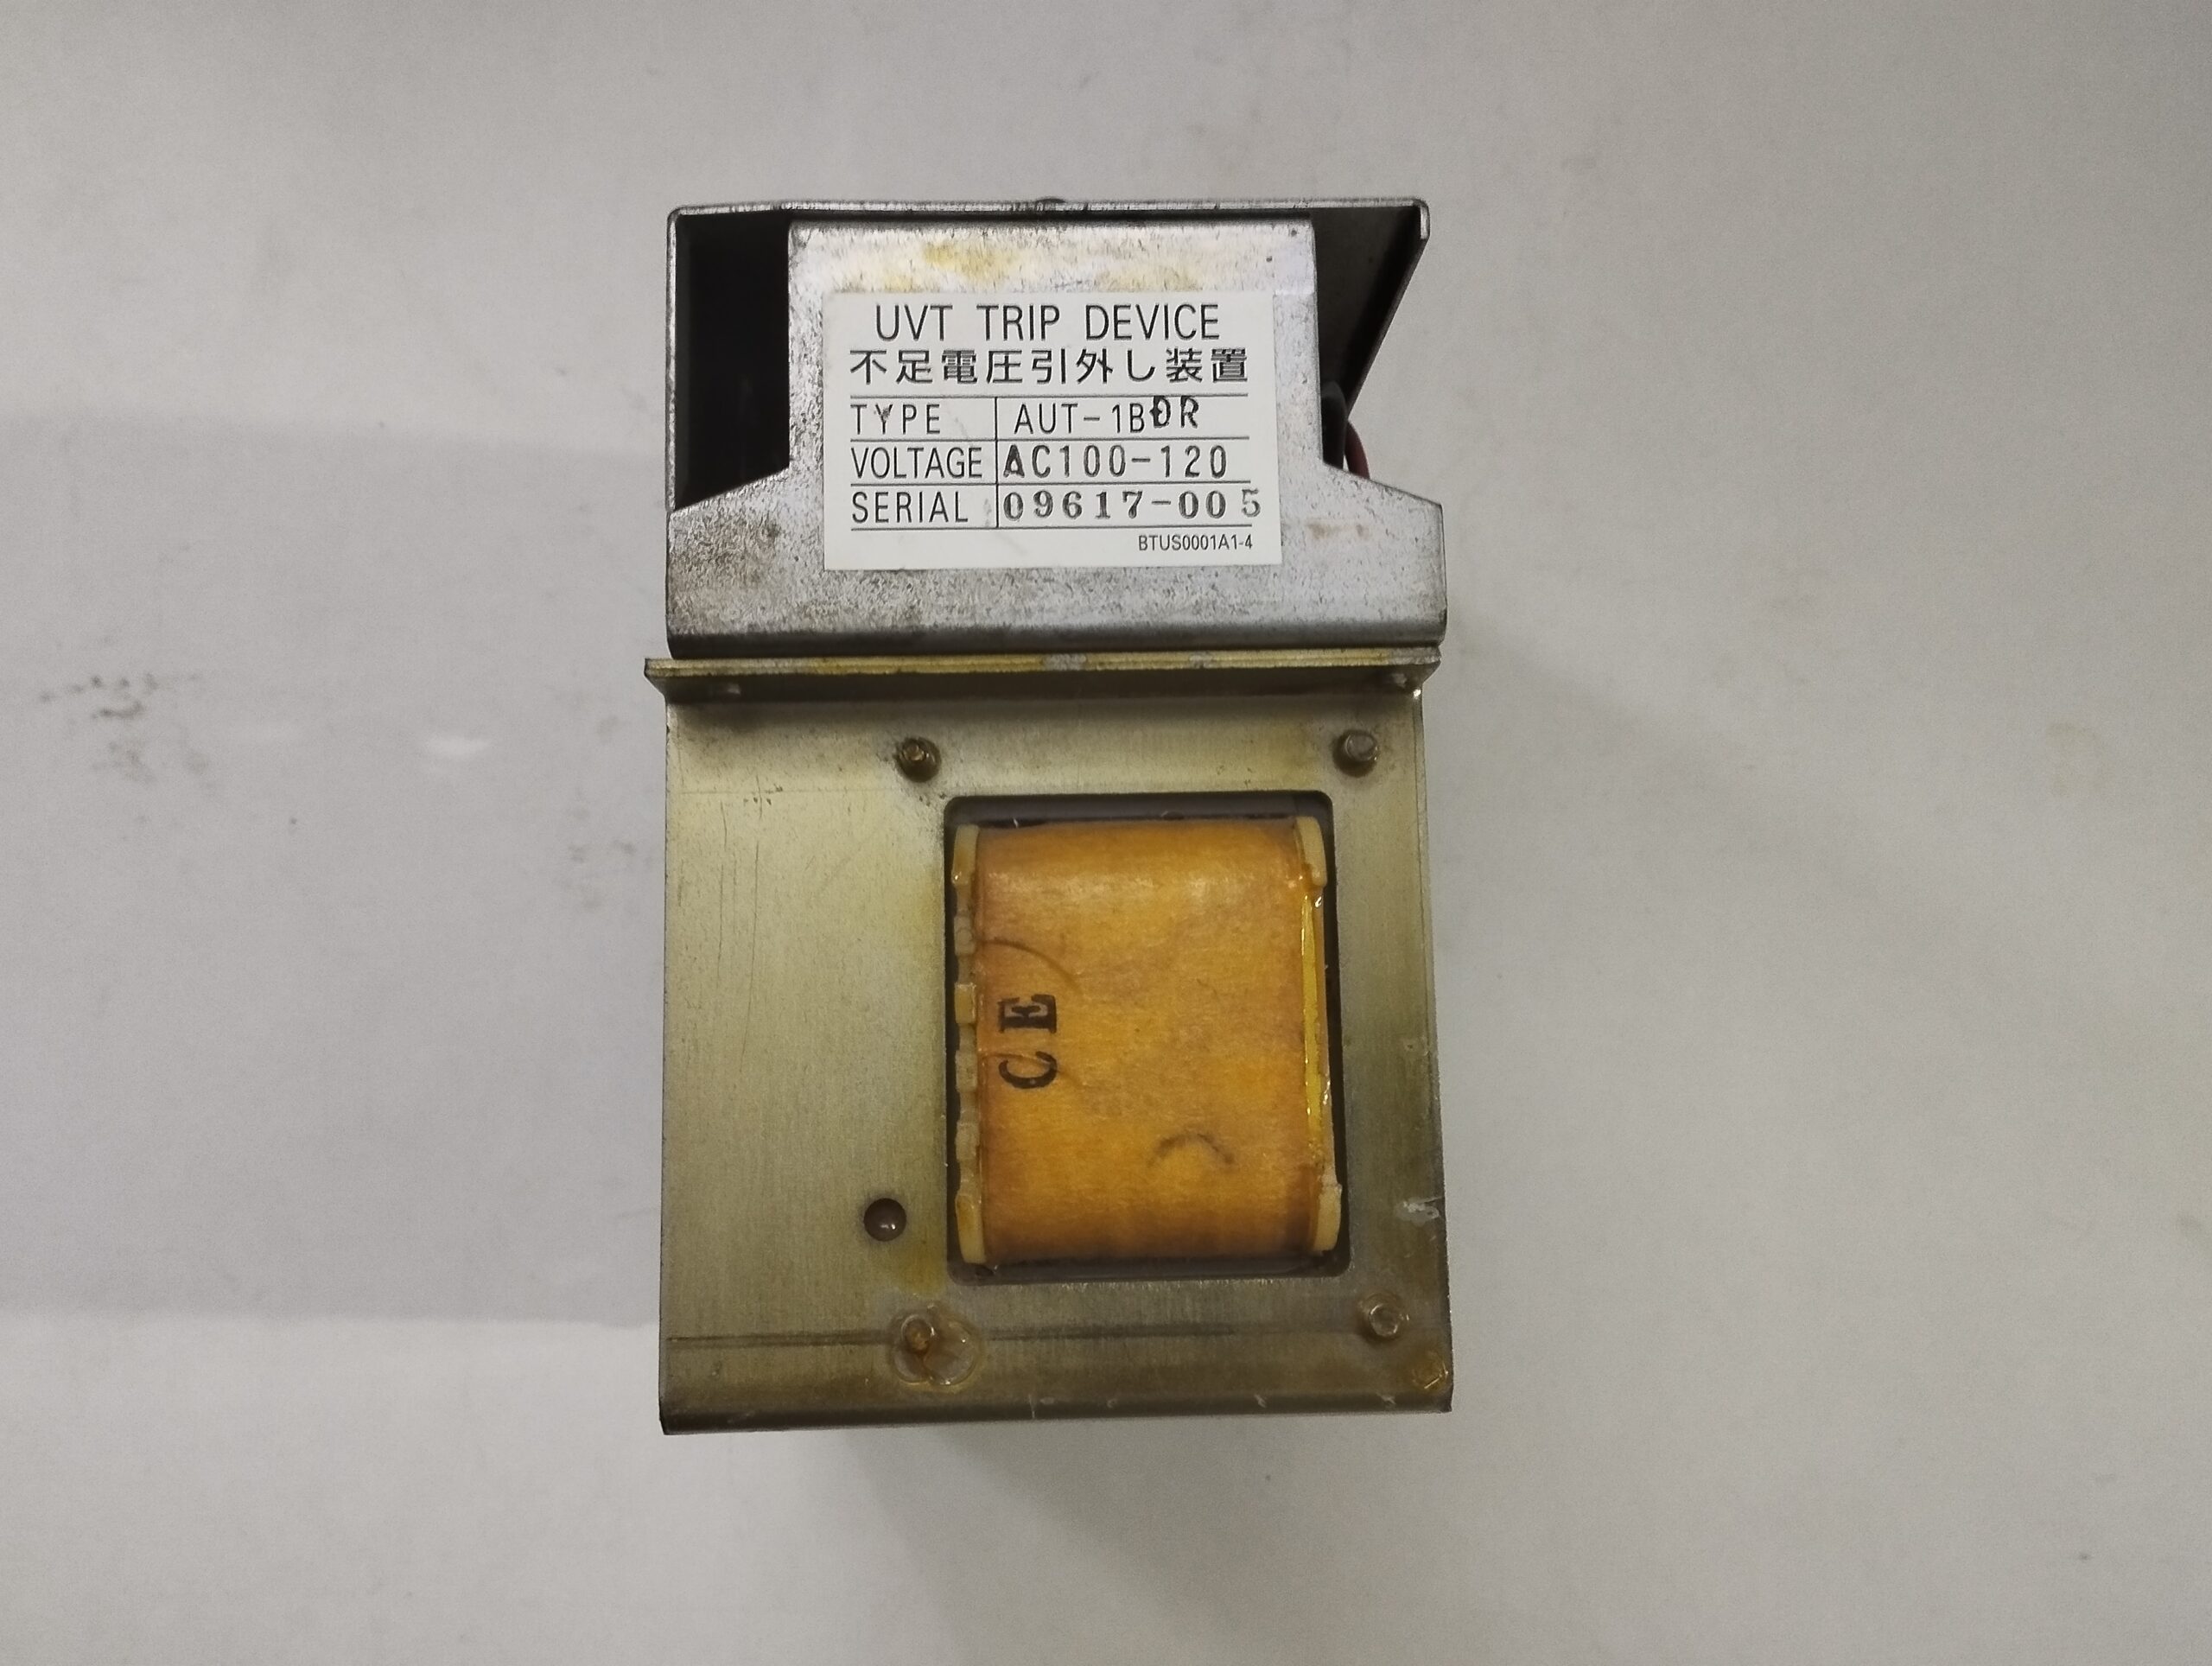 UVT TRIP DEVICE
不足電圧引外し装置
TYPE AUT-1BDR
VOLTAGE AC100-120
SERIAL 09617-005
BTUS0001A1-4
CE